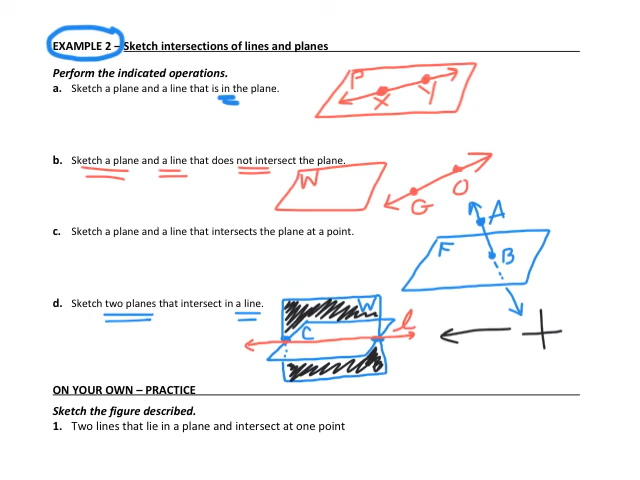 EXAMPLE 2 – Sketch intersections of lines and planes
Perform the indicated operations.
a. Sketch a plane and a line that is in the plane.
P
X
Y
b. Sketch a plane and a line that does not intersect the plane.
W
G
O
c. Sketch a plane and a line that intersects the plane at a point.
A
F
B
d. Sketch two planes that intersect in a line.
W
C
l
ON YOUR OWN – PRACTICE
Sketch the figure described.
1. Two lines that lie in a plane and intersect at one point